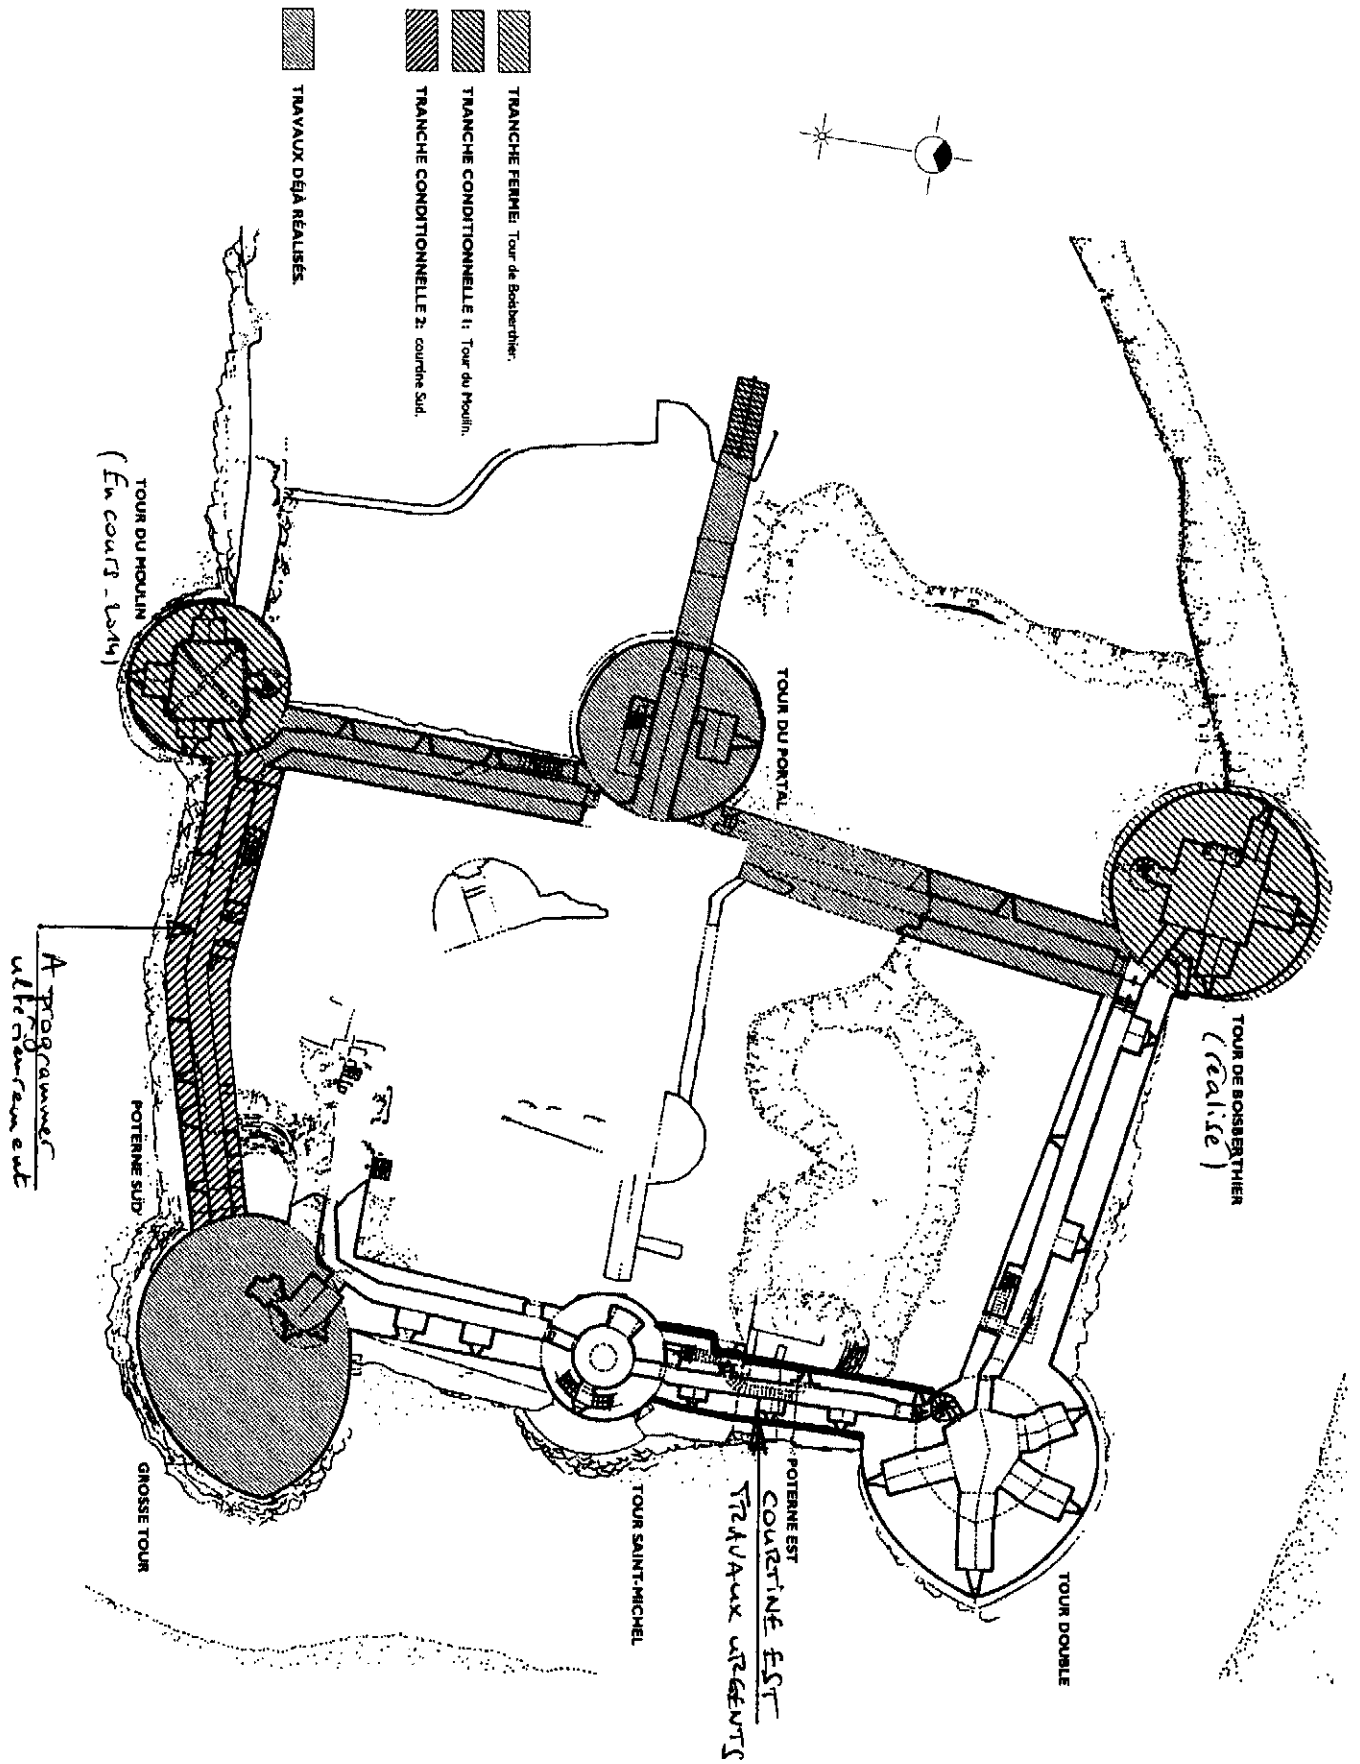 TRANCHE FERME: Tour de Boisberthier.
TRANCHE CONDITIONNELLE 1: Tour du Moulin.
TRANCHE CONDITIONNELLE 2: courtine Sud.
TRAVAUX DÉJÀ RÉALISÉS.
TOUR DE BOISBERTHIER
(réalisé)
TOUR DU PORTAL
TOUR DU MOULIN
(En cours - 2014)
TOUR DOUBLE
POTERNE EST
COURTINE EST
TRAVAUX URGENTS
TOUR SAINT-MICHEL
POTERNE SUD
A programmer
ultérieurement
GROSSE TOUR